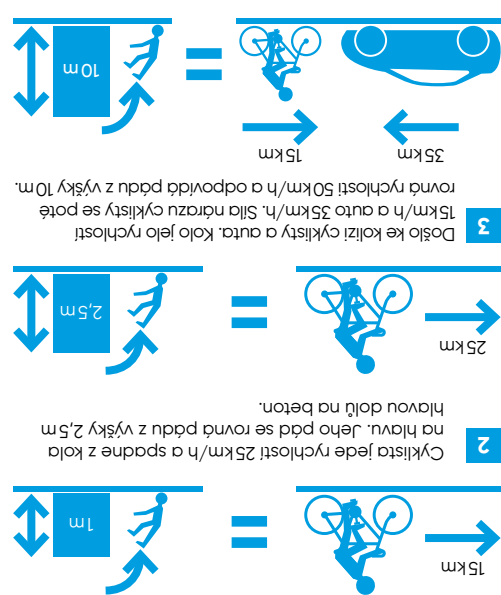 15km
1m
2
Cyklista jede rychlostí 25km/h a spadne z kola
na hlavu. Jeho pád se rovná pádu z výšky 2,5m
hlavou dolů na beton.
25km
2,5m
3
Došlo ke kolizi cyklisty a auta. Kolo jelo rychlostí
15km/h a auto 35km/h. Síla nárazu cyklisty se poté
rovná rychlosti 50km/h a odpovídá pádu z výšky 10m.
35km
15km
10m